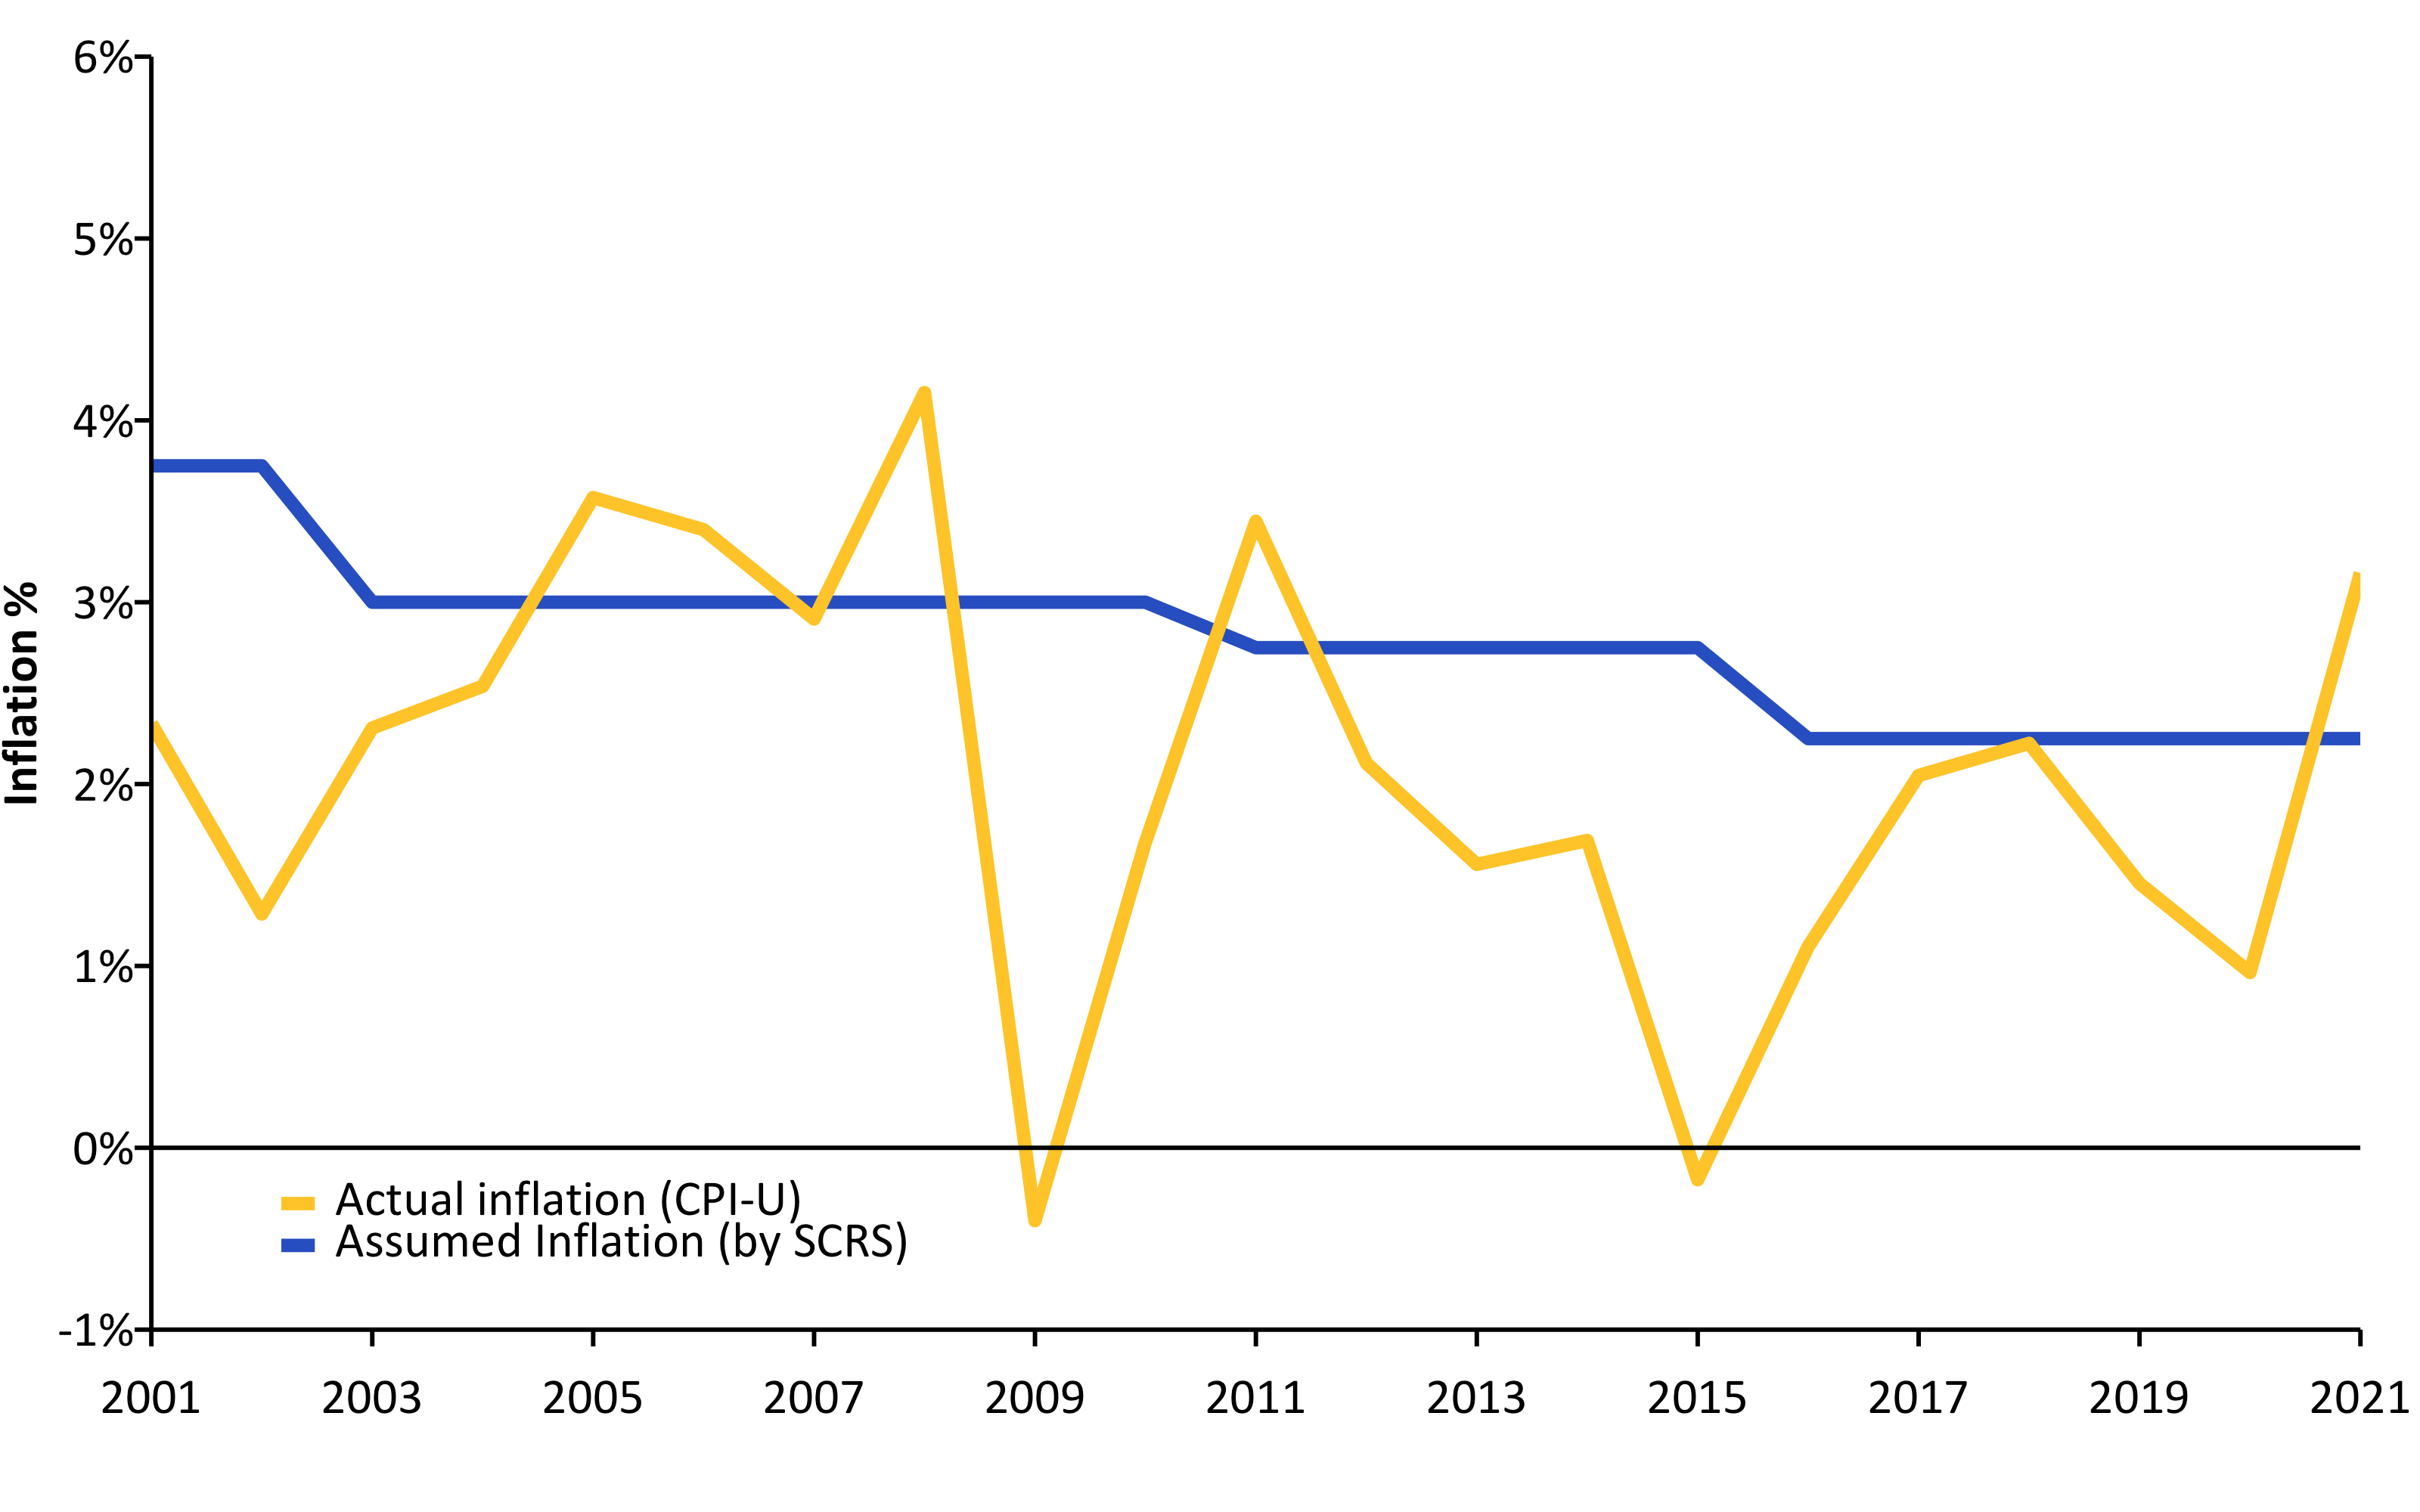 6%
5%
4%
3%
2%
1%
0%
-1%
Inflation %
Actual inflation (CPI-U)
Assumed Inflation (by SCRS)
2001 2003 2005 2007 2009 2011 2013 2015 2017 2019 2021